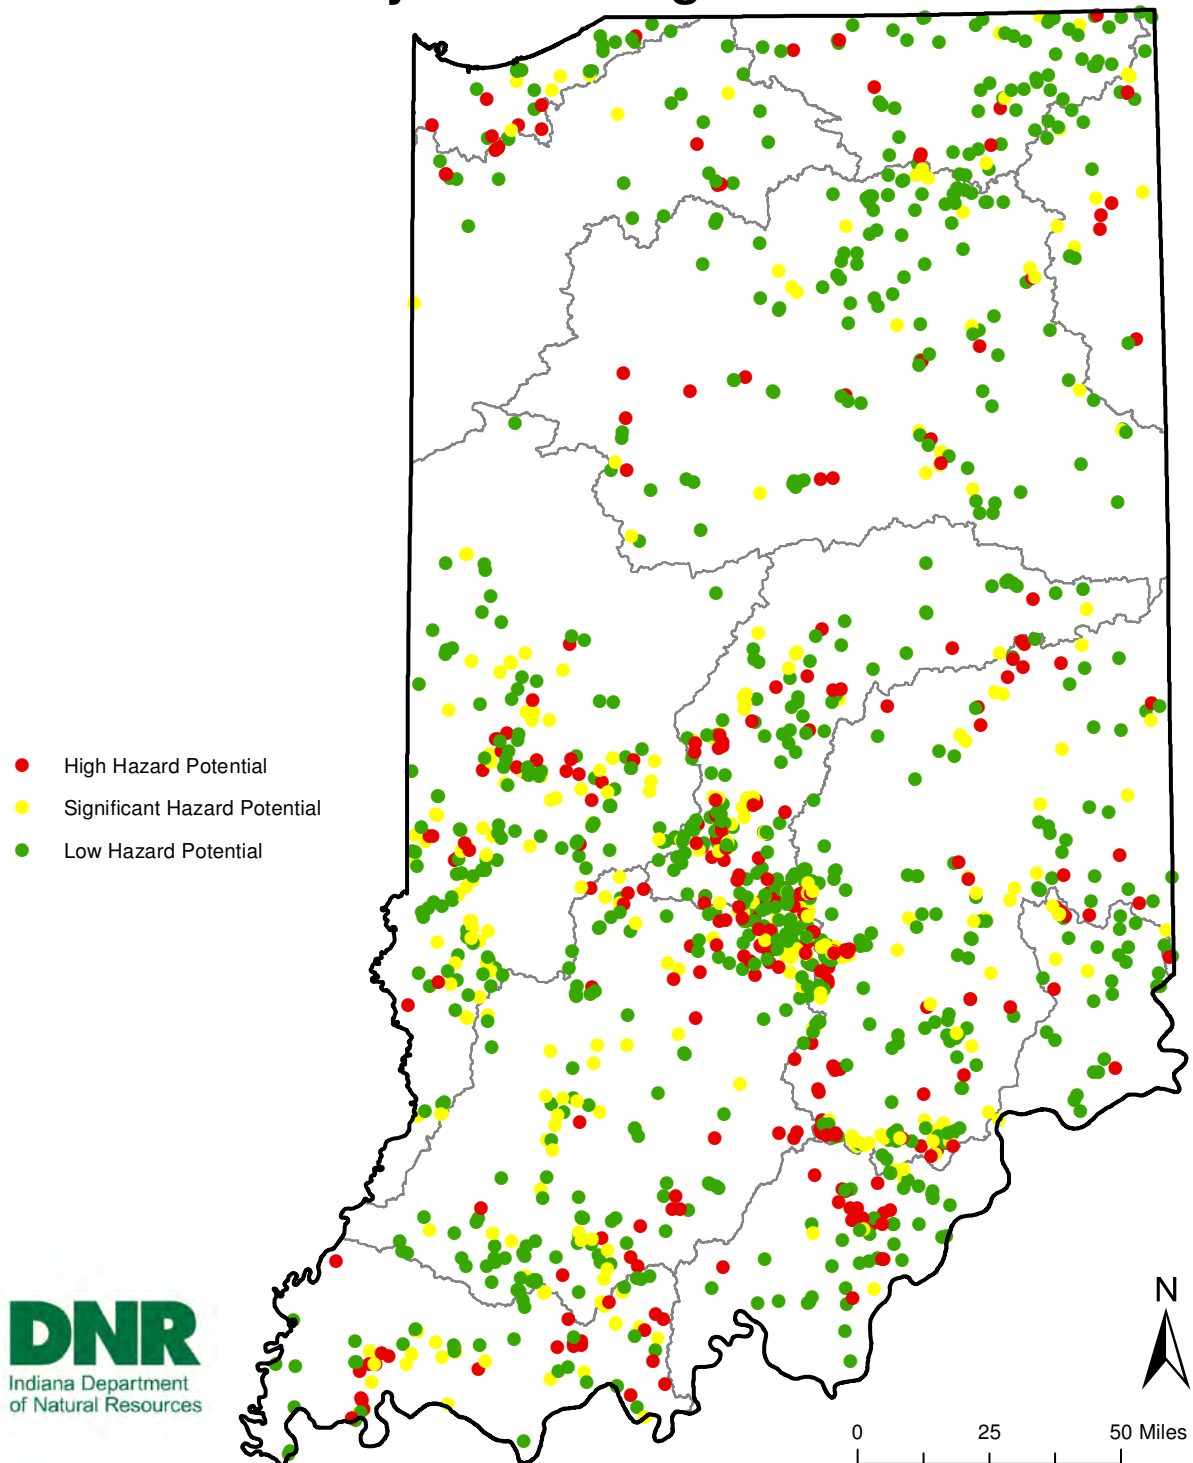 High Hazard Potential
Significant Hazard Potential
Low Hazard Potential
DNR
Indiana Department
of Natural Resources
N
0 25 50 Miles